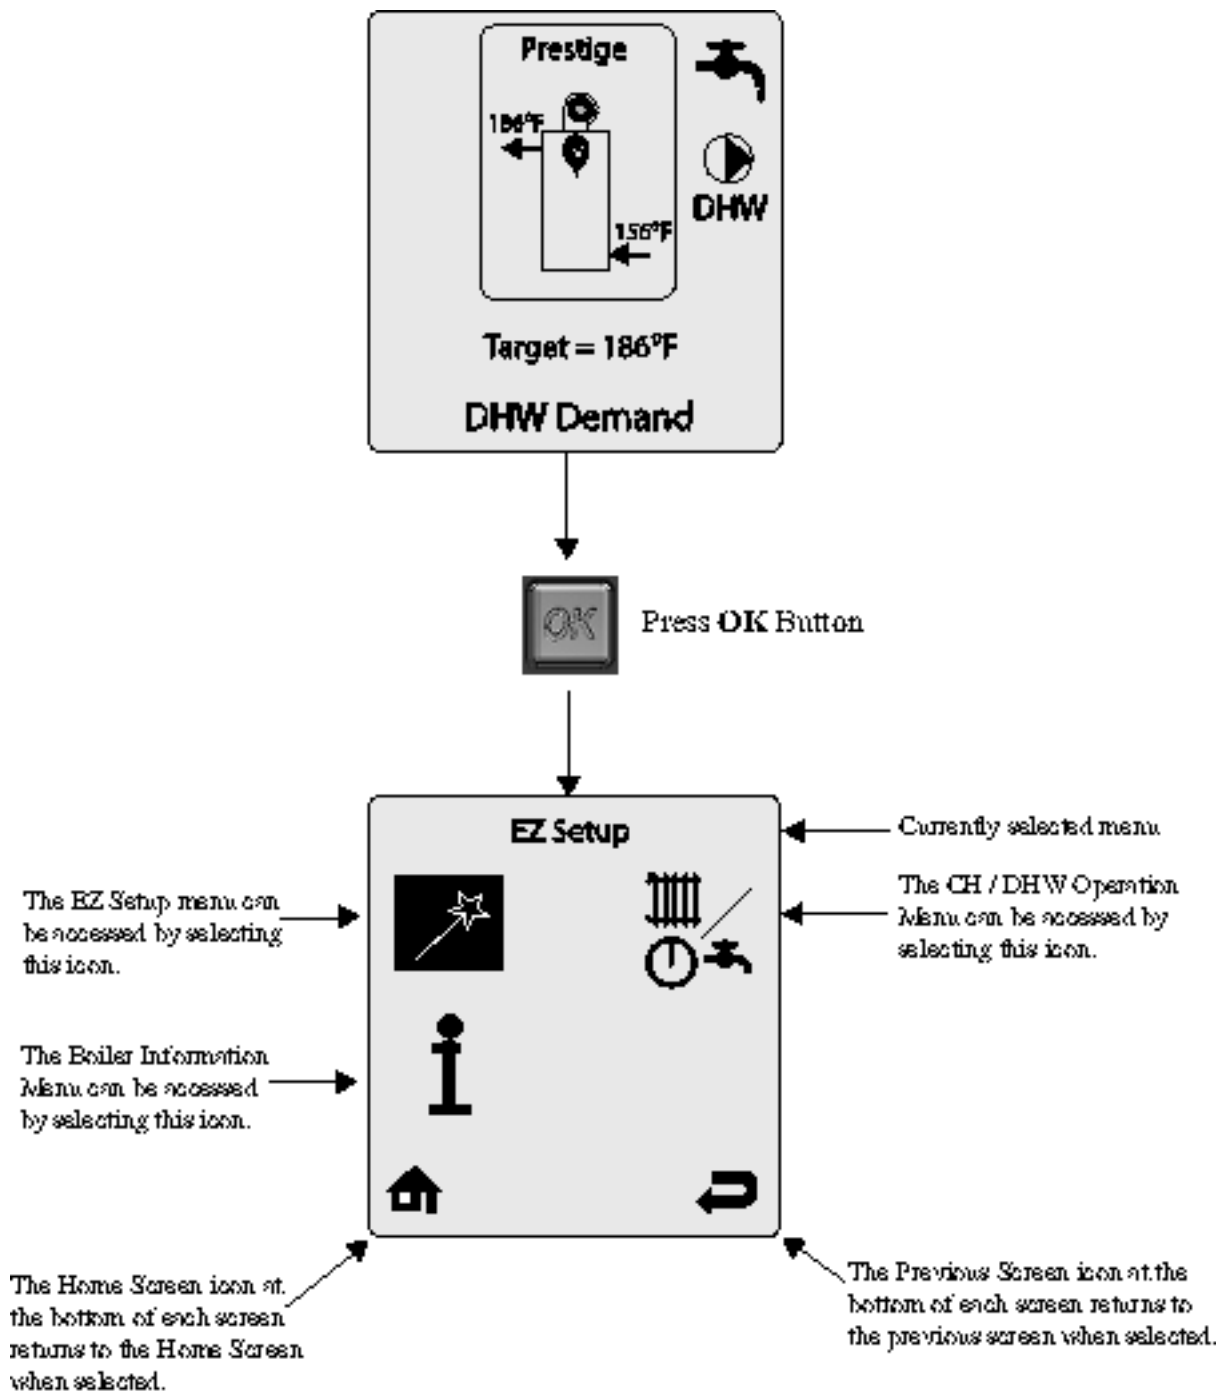 Prestige
186°F
DHW
156°F
Target = 186°F
DHW Demand
OK
Press OK Button
EZ Setup
Currently selected menu
The EZ Setup menu can
be accessed by selecting
this icon.
The CH / DHW Operation
Menu can be accessed by
selecting this icon.
The Boiler Information
Menu can be accessed
by selecting this icon.
The Home Screen icon at
the bottom of each screen
returns to the Home Screen
when selected.
The Previous Screen icon at the
bottom of each screen returns to
the previous screen when selected.